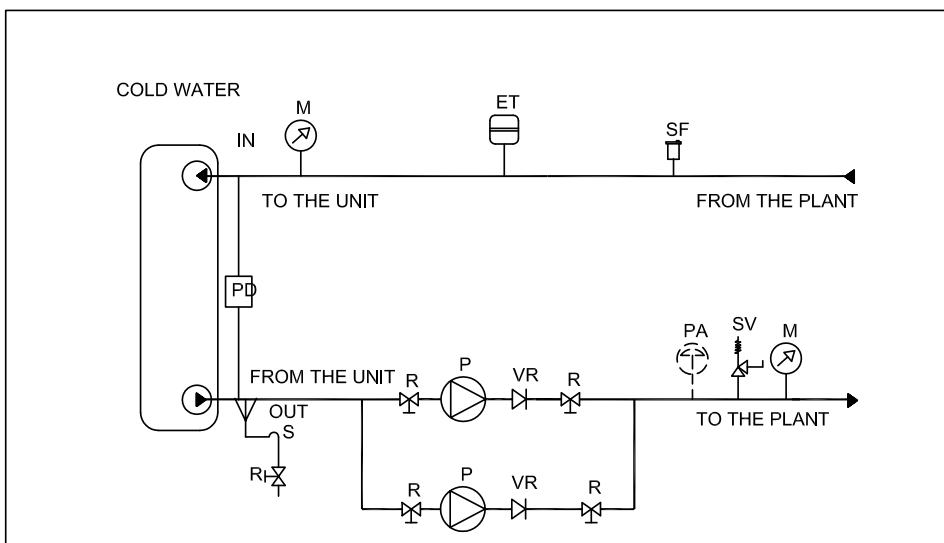 COLD WATER
M
ET
SF
IN
TO THE UNIT
FROM THE PLANT
PD
PA
SV
M
FROM THE UNIT
R
P
VR
R
OUT
TO THE PLANT
S
R
R
P
VR
R